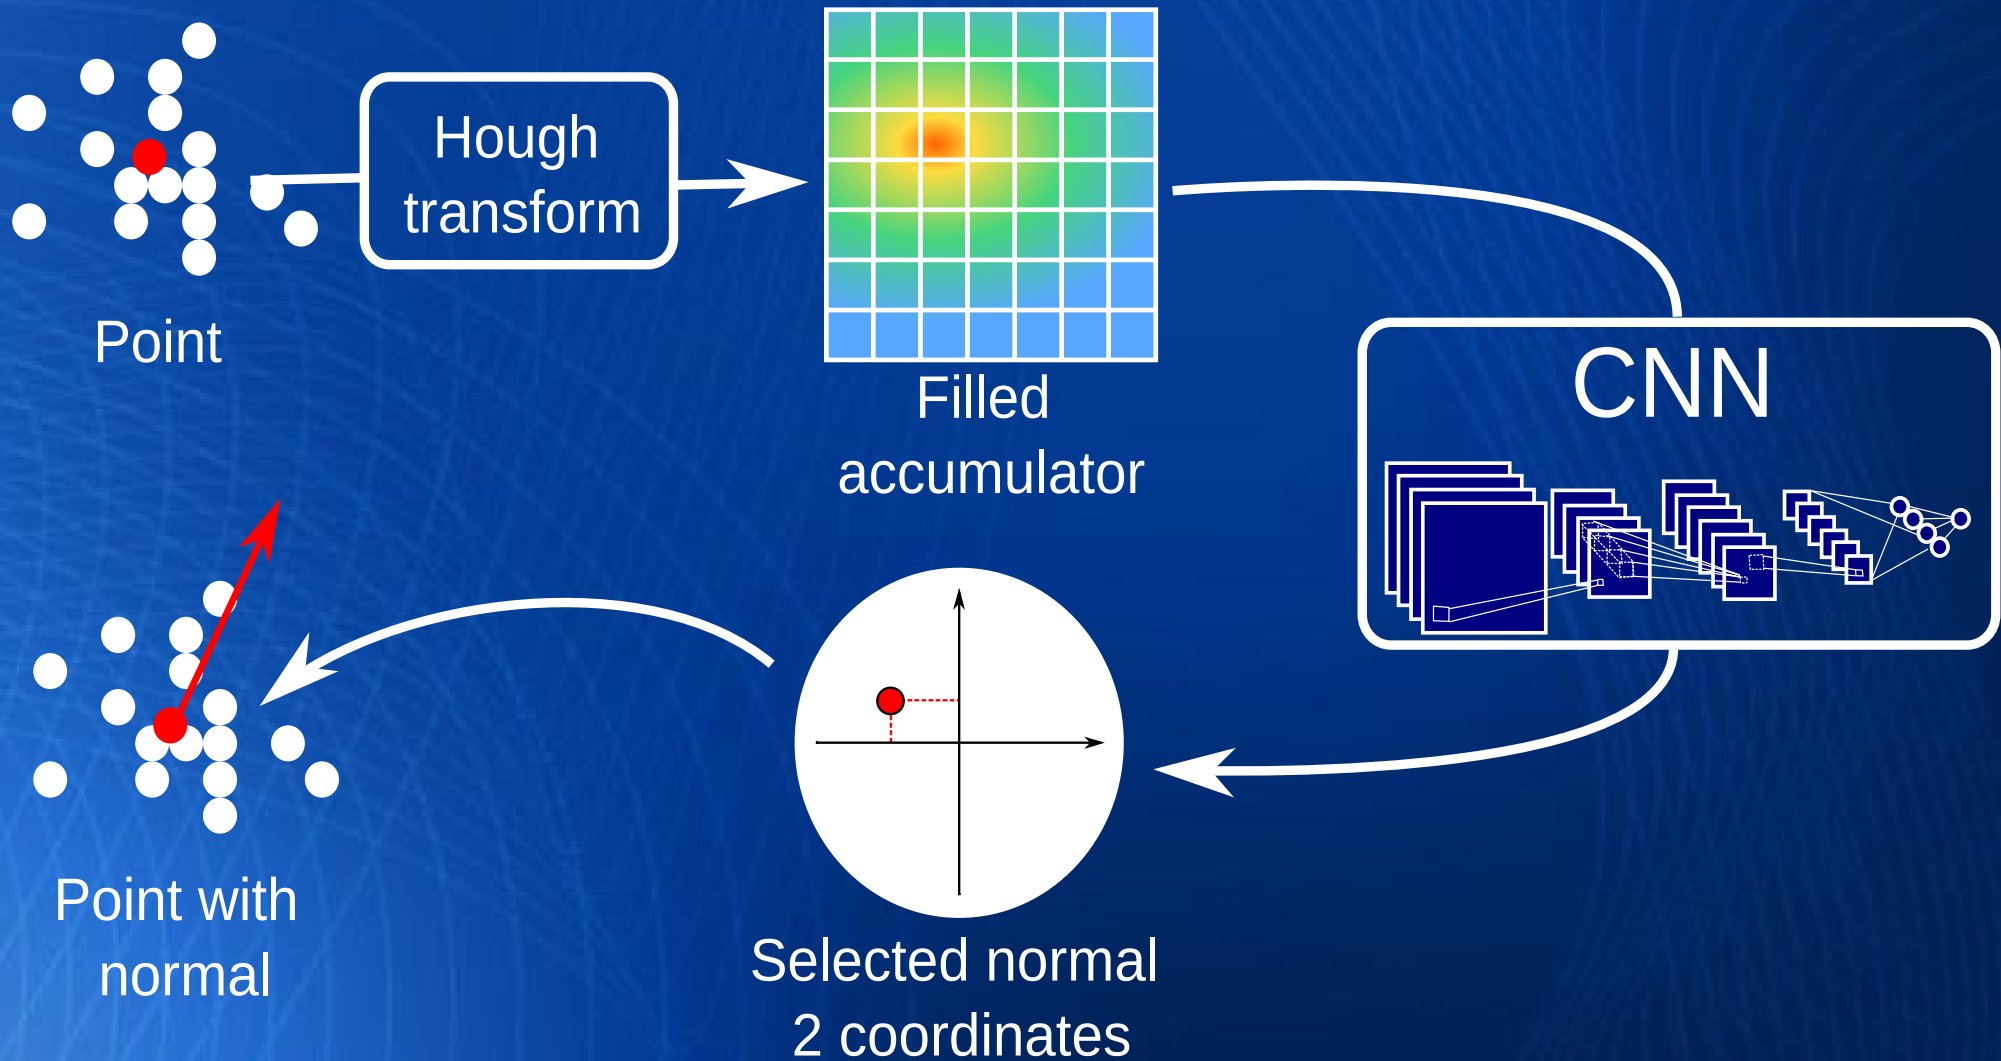 Hough
transform
Point
Filled
accumulator
CNN
Point with
normal
Selected normal
2 coordinates